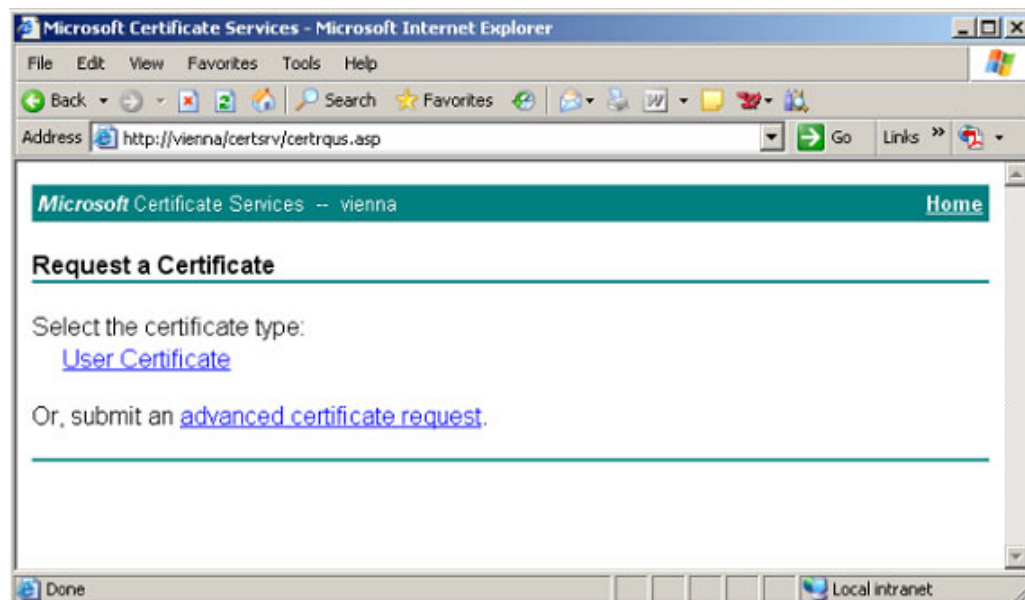 Microsoft Certificate Services - Microsoft Internet Explorer
File Edit View Favorites Tools Help
Back Search Favorites
Address http://vienna/certsrv/certrqus.asp Go Links »
Microsoft Certificate Services -- vienna Home
Request a Certificate
Select the certificate type:
User Certificate
Or, submit an advanced certificate request.
Done Local intranet